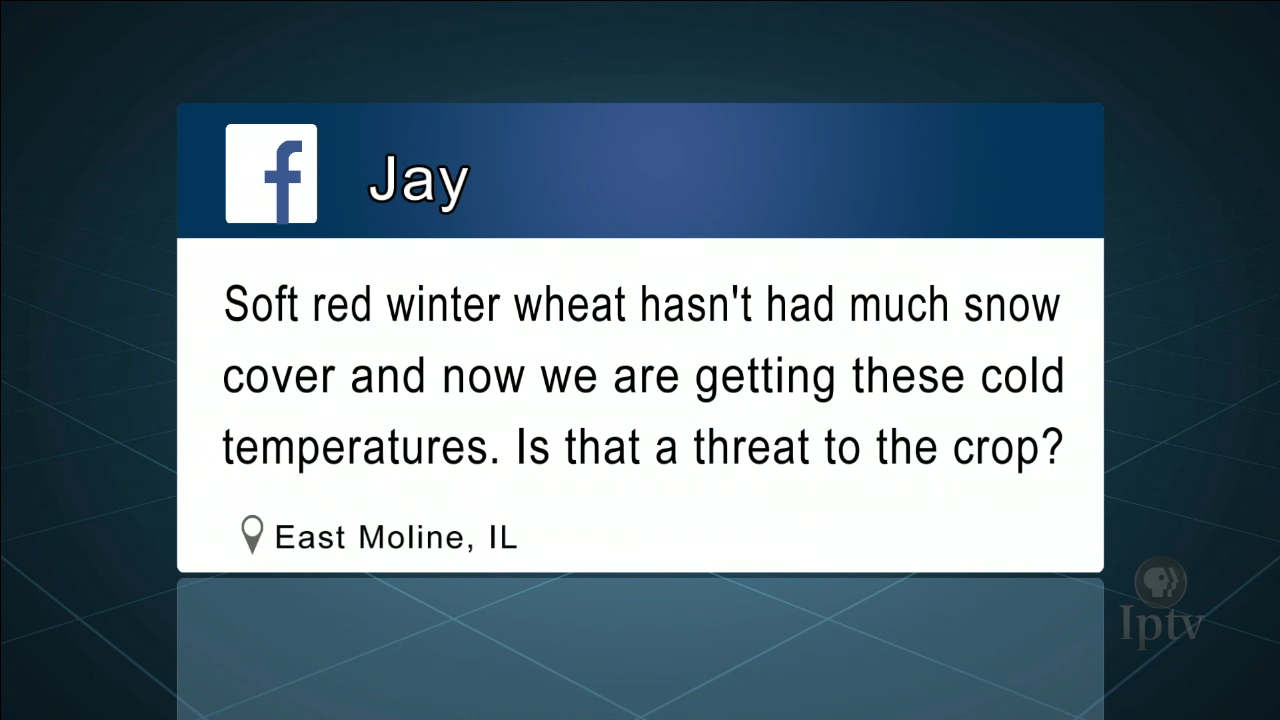 Jay
Soft red winter wheat hasn't had much snow
cover and now we are getting these cold
temperatures. Is that a threat to the crop?
East Moline, IL
Iptv